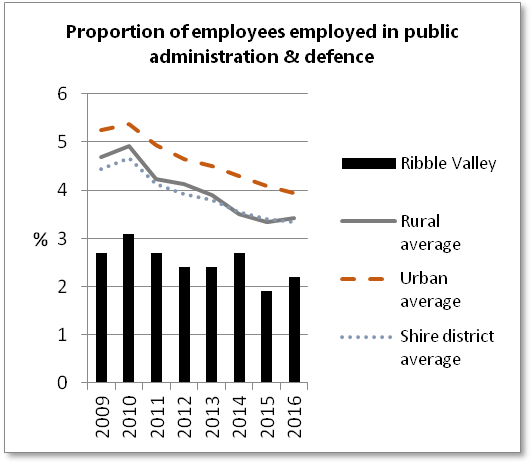 Proportion of employees employed in public
administration & defence
6
5
4
3
2
1
0
%
2009
2010
2011
2012
2013
2014
2015
2016
Ribble Valley
Rural
average
Urban
average
Shire district
average